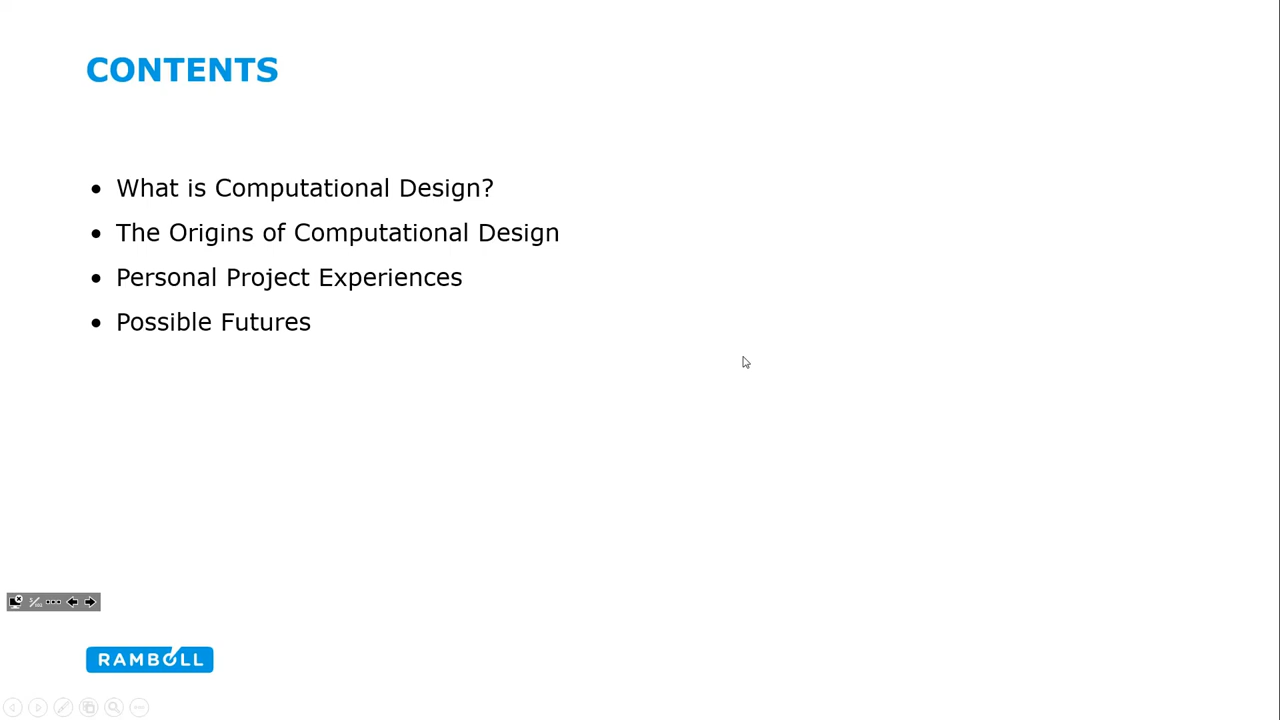 CONTENTS
• What is Computational Design?
• The Origins of Computational Design
• Personal Project Experiences
• Possible Futures
RAMBOLL